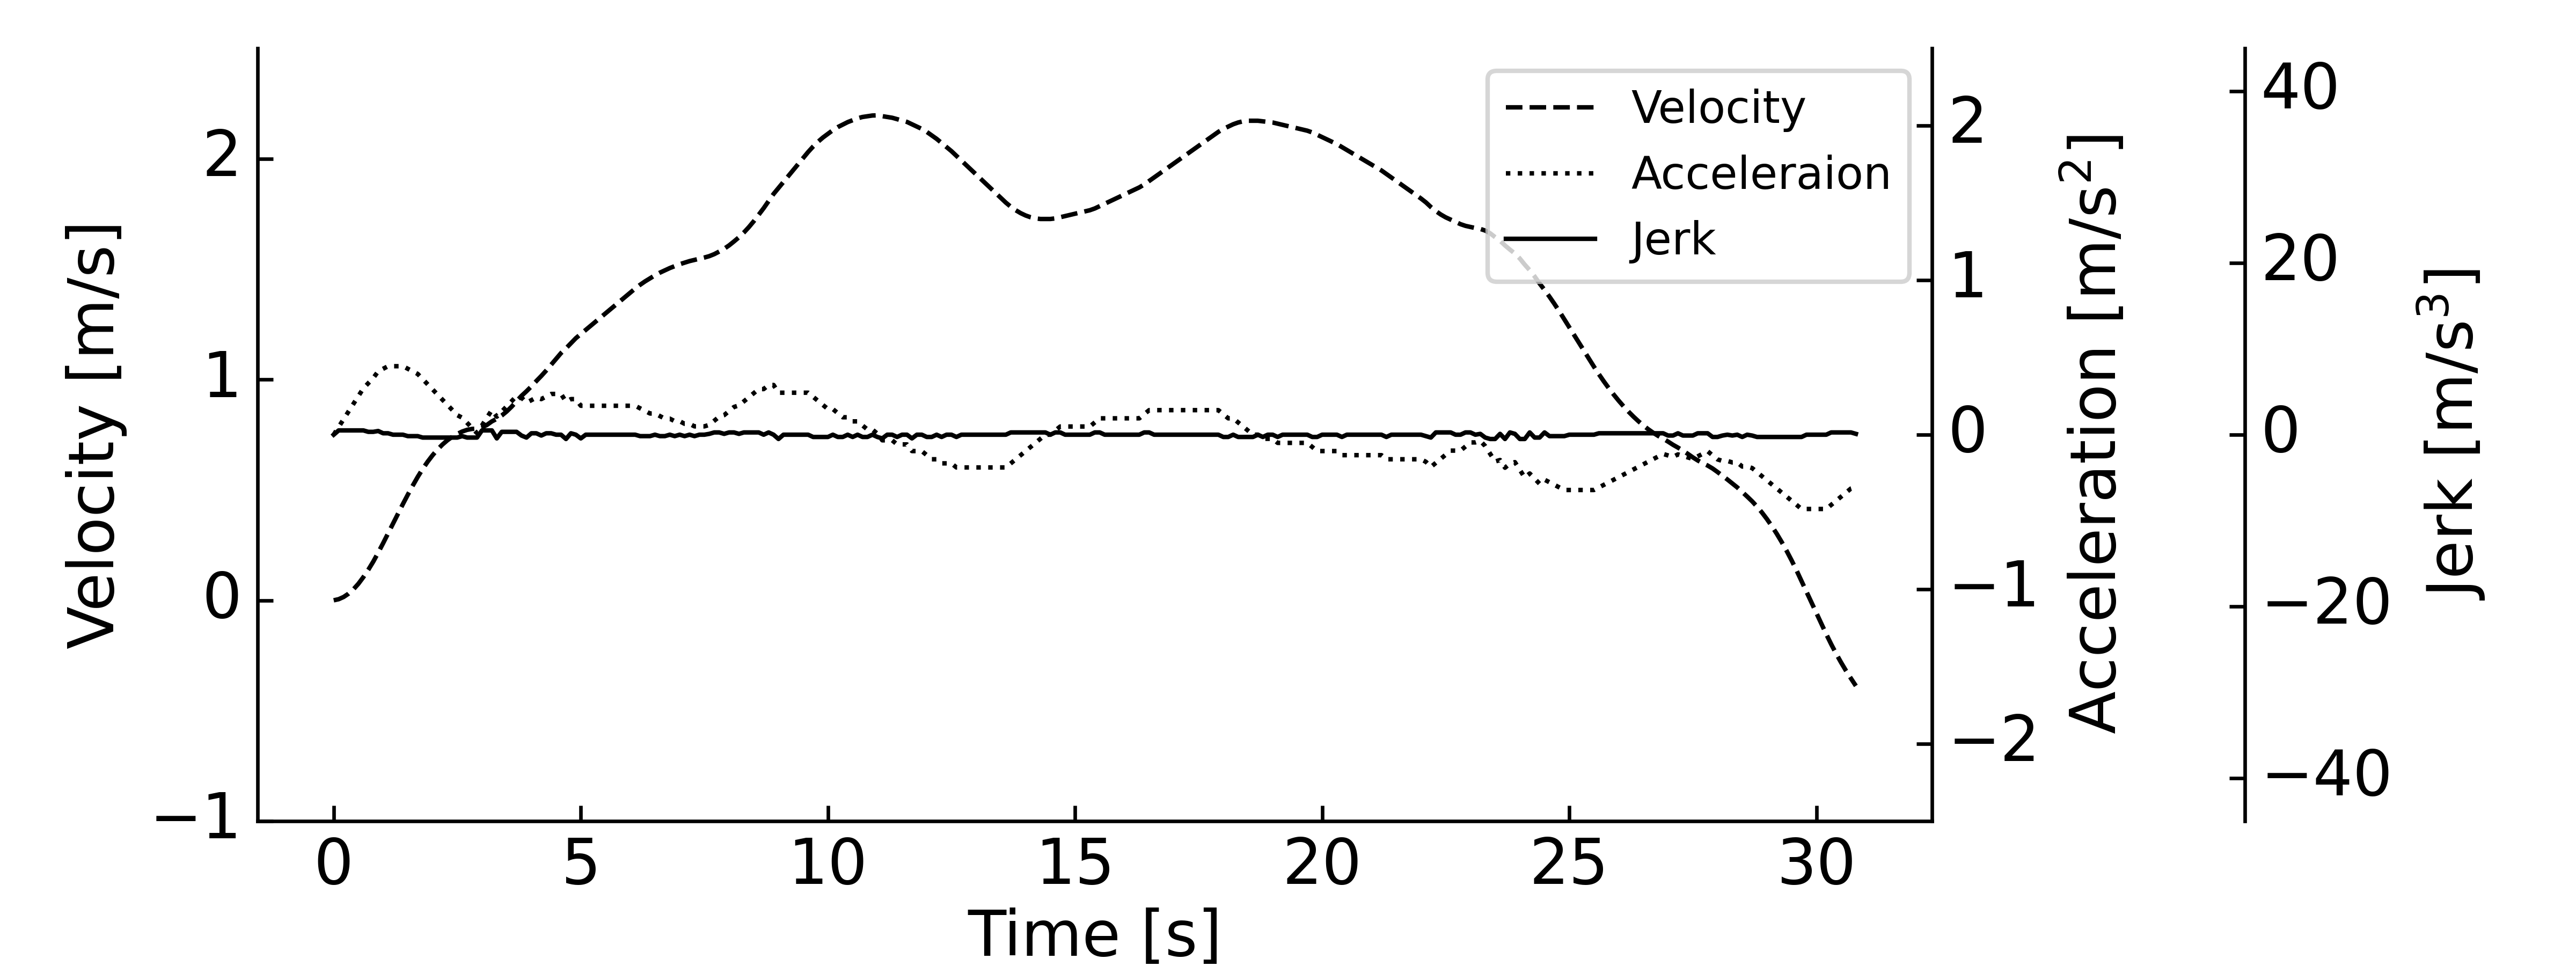 Velocity [m/s]
2
1
0
−1
0 5 10 15 20 25 30
Time [s]
Velocity
Acceleraion
Jerk
2
1
0
−1
−2
Acceleration [m/s²]
40
20
0
−20
−40
Jerk [m/s³]